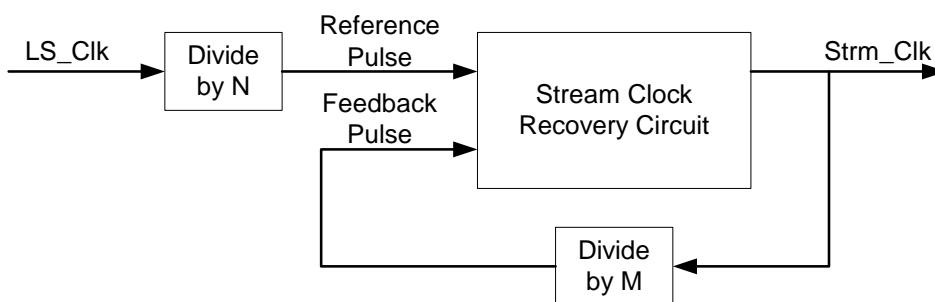 LS_Clk
Divide
by N
Reference
Pulse
Feedback
Pulse
Stream Clock
Recovery Circuit
Strm_Clk
Divide
by M